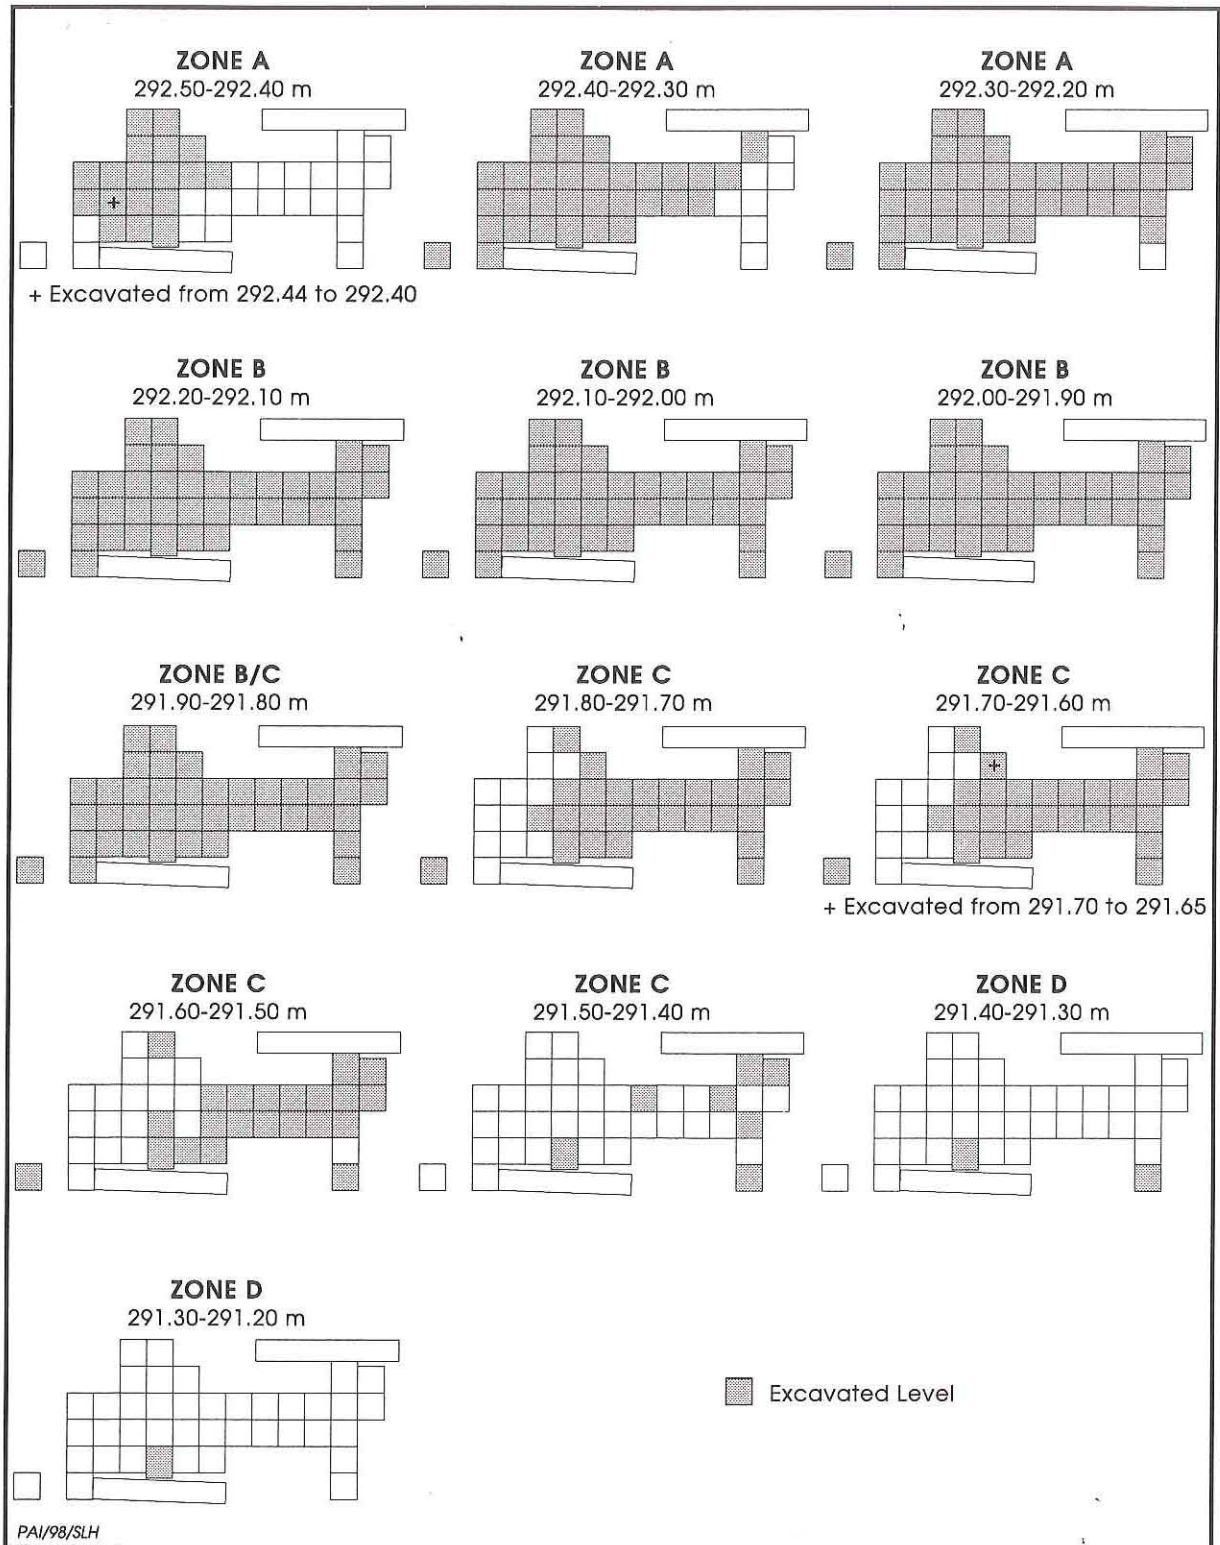 ZONE A
292.50-292.40 m
ZONE A
292.40-292.30 m
ZONE A
292.30-292.20 m
+
+ Excavated from 292.44 to 292.40
ZONE B
292.20-292.10 m
ZONE B
292.10-292.00 m
ZONE B
292.00-291.90 m
ZONE B/C
291.90-291.80 m
ZONE C
291.80-291.70 m
ZONE C
291.70-291.60 m
+
+ Excavated from 291.70 to 291.65
ZONE C
291.60-291.50 m
ZONE C
291.50-291.40 m
ZONE D
291.40-291.30 m
ZONE D
291.30-291.20 m
Excavated Level
PAI/98/SLH